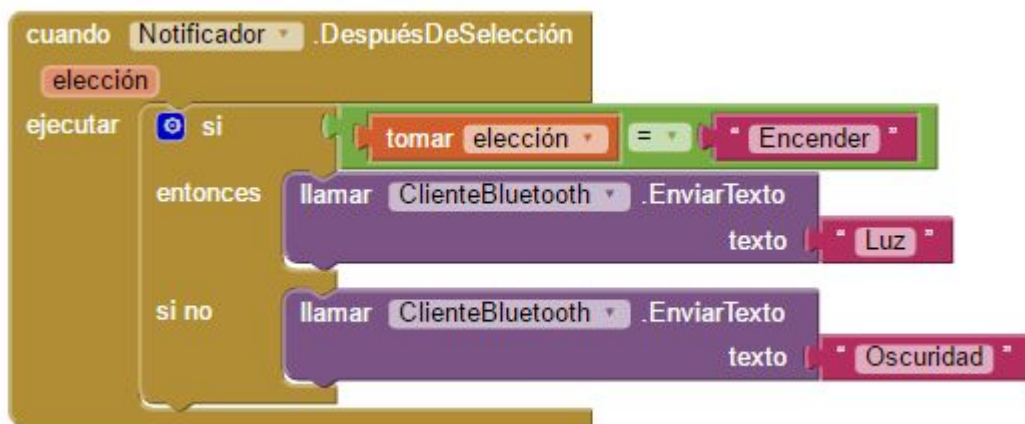 cuando Notificador .DespuésDeSelección
elección
ejecutar si tomar elección = " Encender "
entonces llamar ClienteBluetooth .EnviarTexto
texto " Luz "
si no llamar ClienteBluetooth .EnviarTexto
texto " Oscuridad "